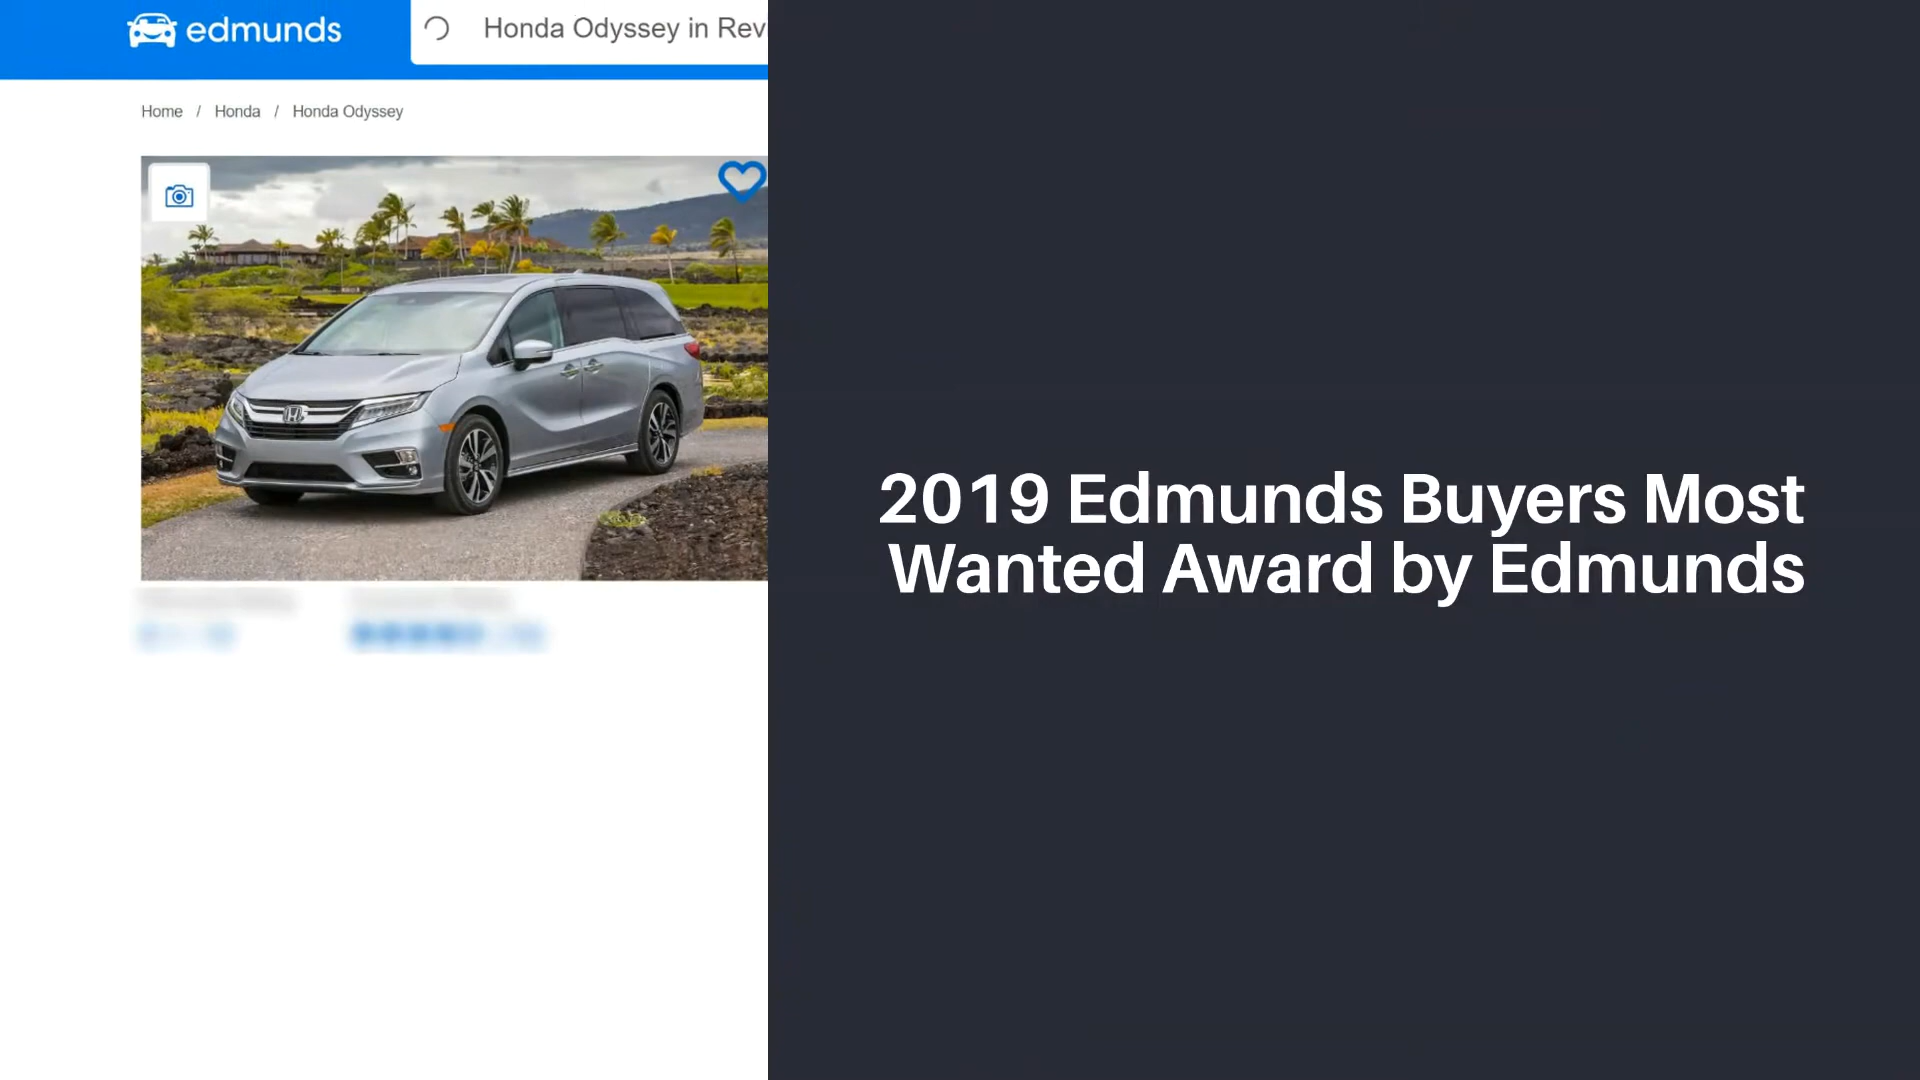 edmunds
Honda Odyssey in Rev
Home / Honda / Honda Odyssey
2019 Edmunds Buyers Most
Wanted Award by Edmunds